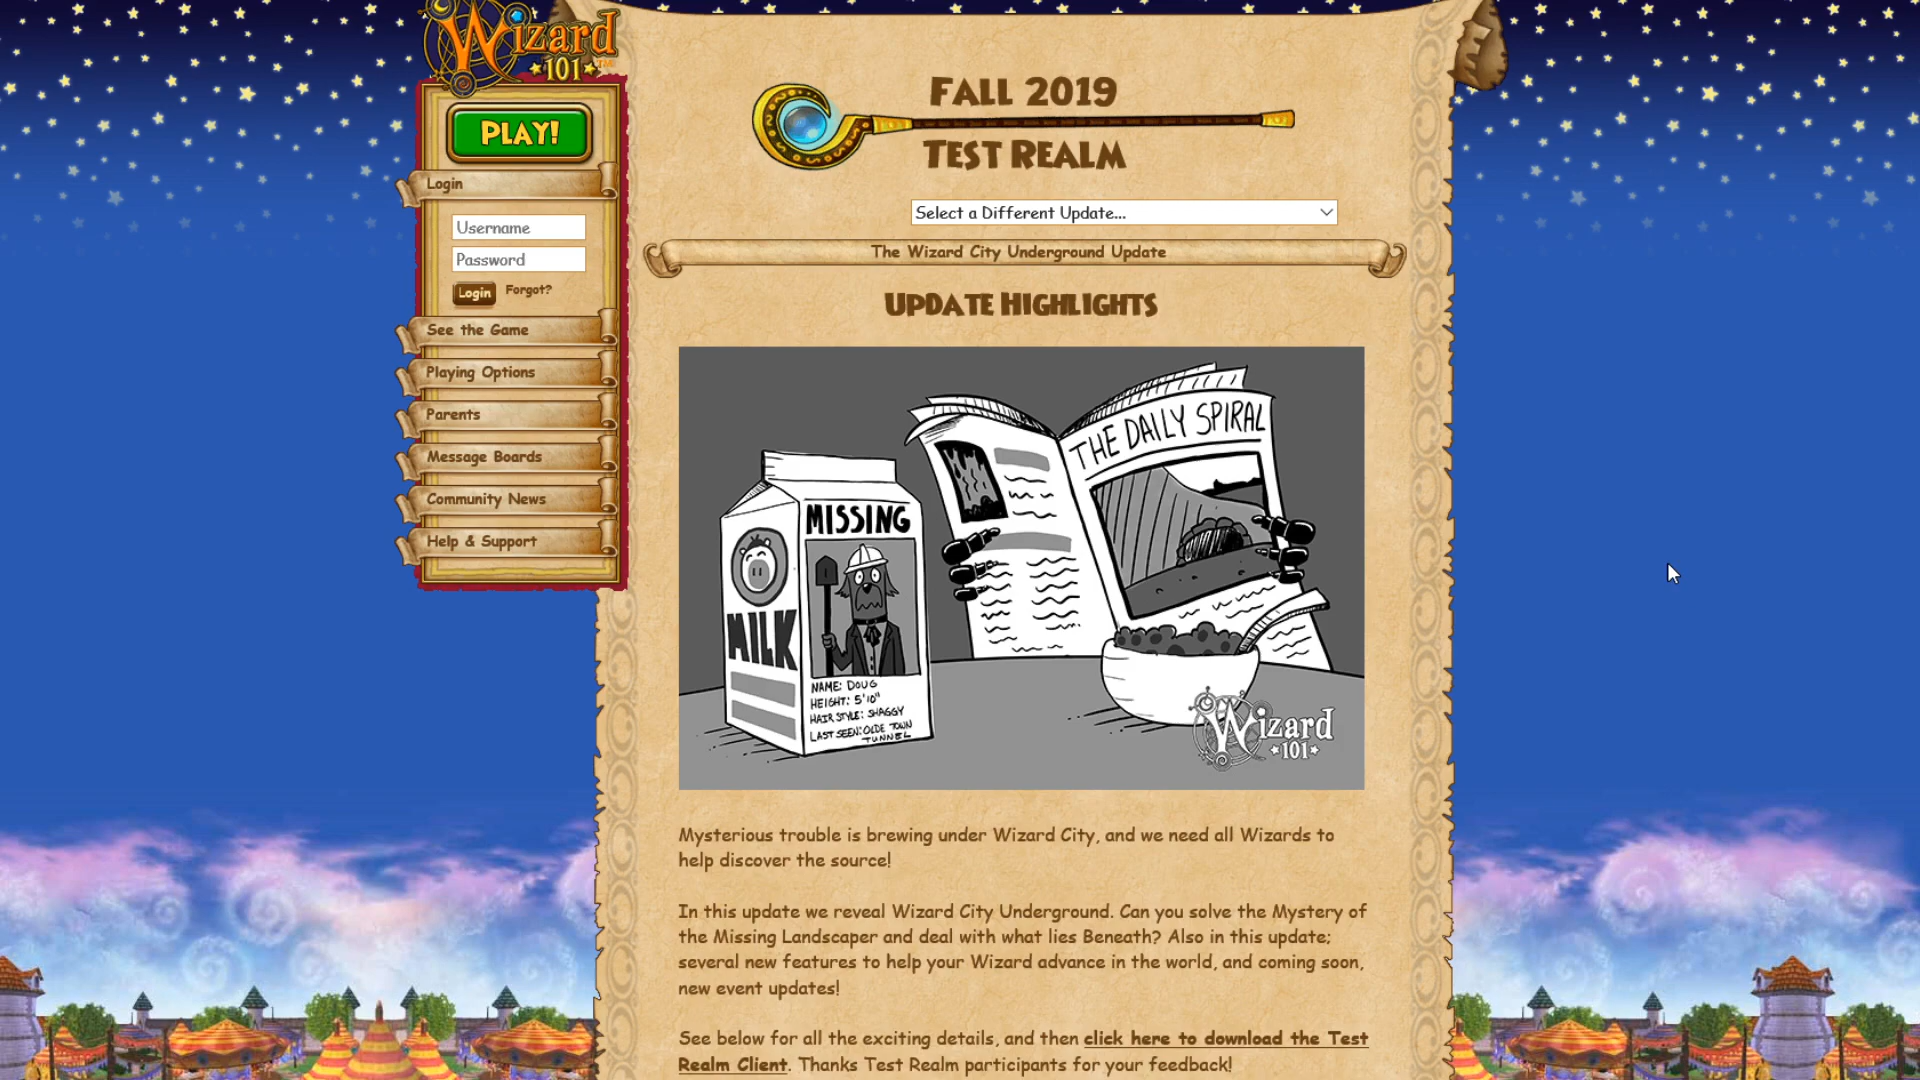 Wizard
101
TM
PLAY!
Login
Username
Password
Login Forgot?
See the Game
Playing Options
Parents
Message Boards
Community News
Help & Support
FALL 2019
TEST REALM
Select a Different Update...
The Wizard City Underground Update
UPDATE HIGHLIGHTS
THE DAILY SPIRAL
MISSING
MILK
NAME: DOUG
HEIGHT: 5'10"
HAIR STYLE: SHAGGY
LAST SEEN: OLDE TOWN
TUNNEL
Wizard
101
Mysterious trouble is brewing under Wizard City, and we need all Wizards to
help discover the source!
In this update we reveal Wizard City Underground. Can you solve the Mystery of
the Missing Landscaper and deal with what lies Beneath? Also in this update;
several new features to help your Wizard advance in the world, and coming soon,
new event updates!
See below for all the exciting details, and then click here to download the Test
Realm Client. Thanks Test Realm participants for your feedback!